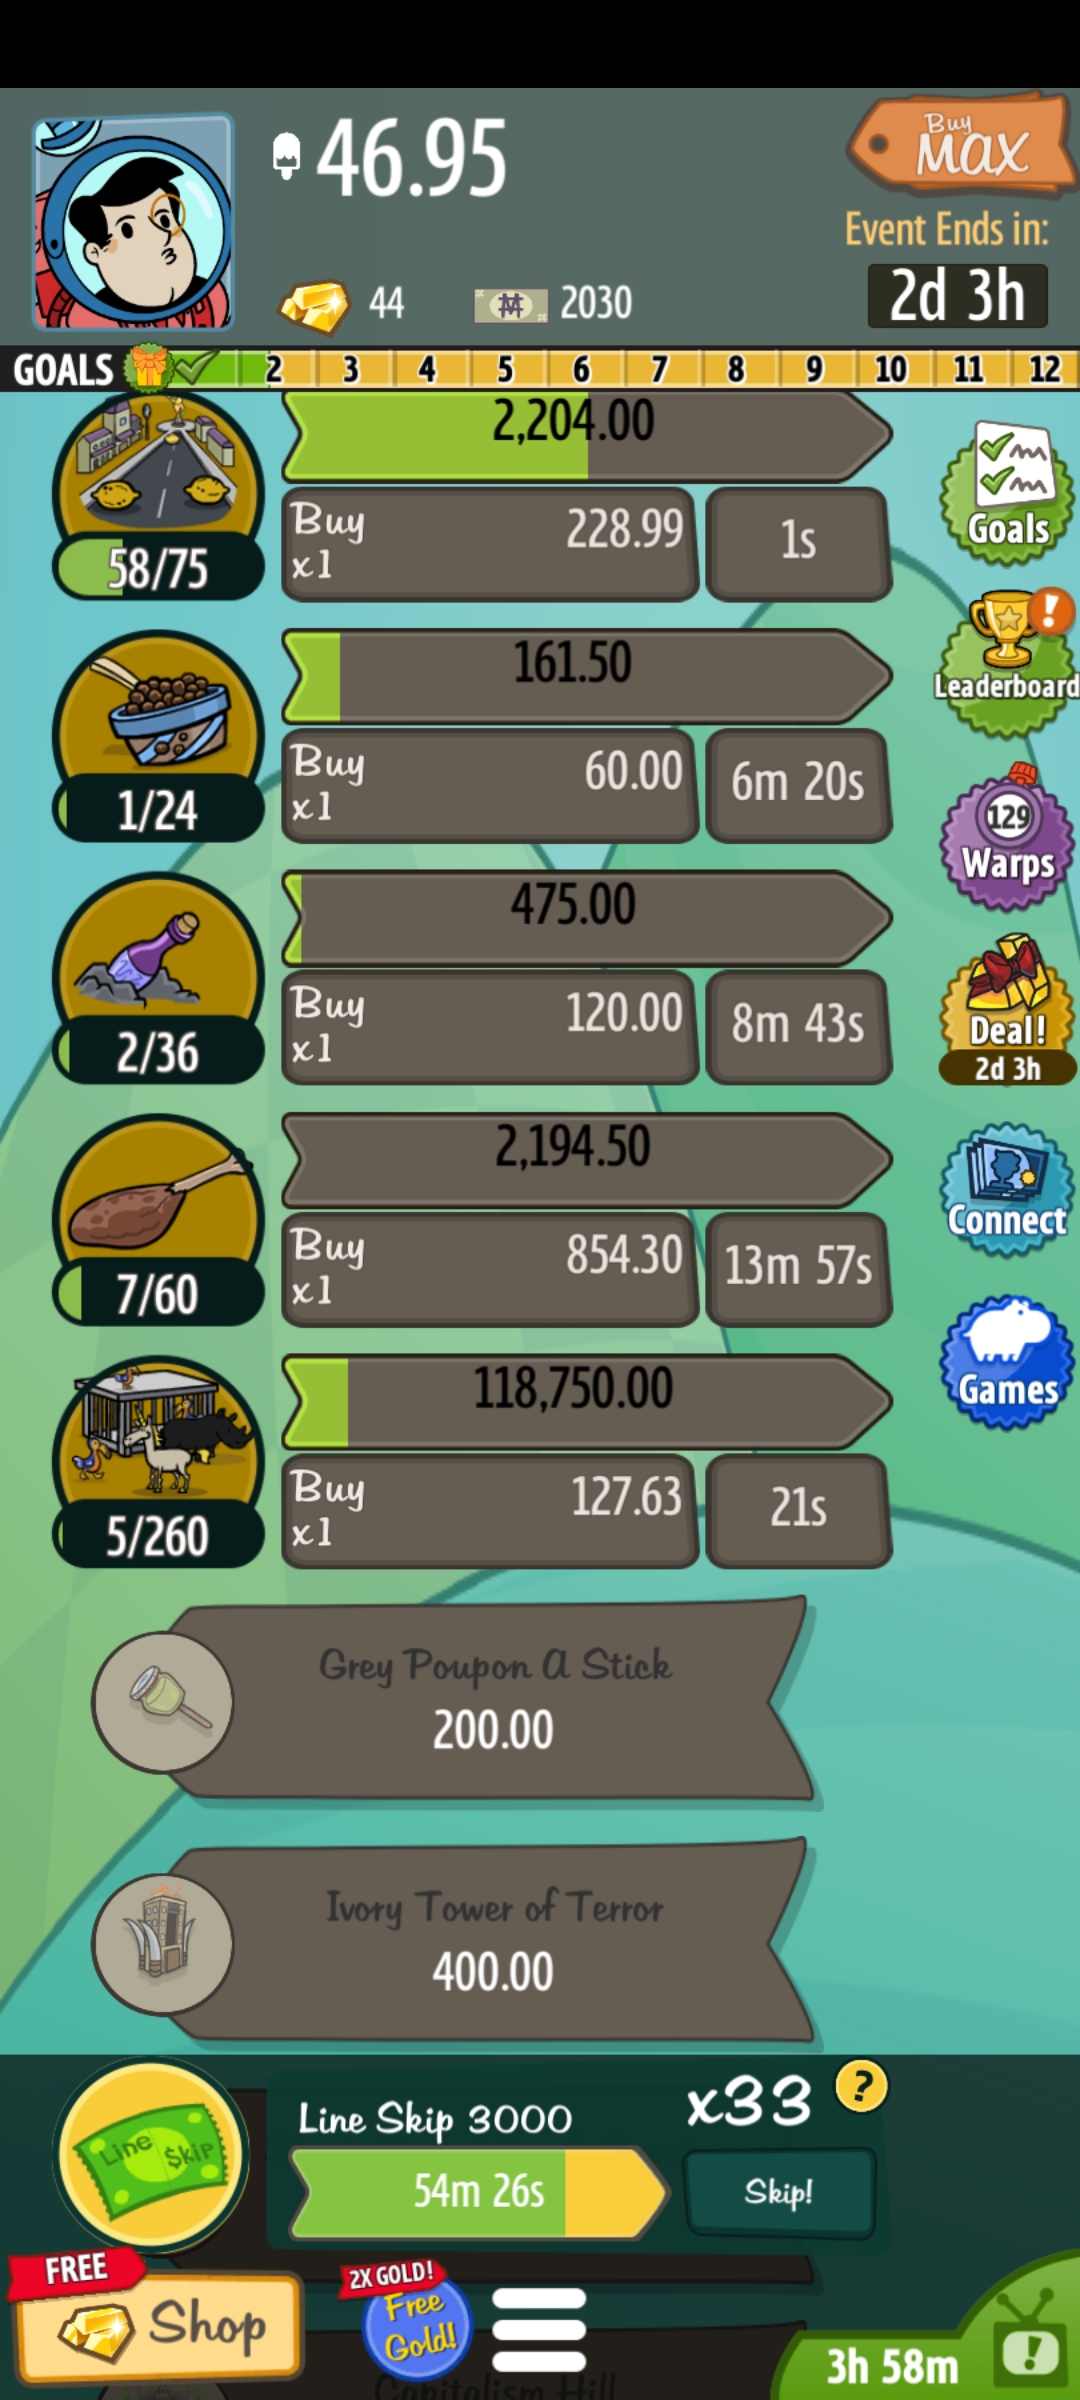 46.95
Buy
MAX
Event Ends in:
2d 3h
44
2030
GOALS 2 3 4 5 6 7 8 9 10 11 12
2,204.00
Buy
x1
228.99
1s
58/75
Goals
161.50
Buy
x1
60.00
6m 20s
1/24
Leaderboard
475.00
Buy
x1
120.00
8m 43s
2/36
129
Warps
Deal!
2d 3h
2,194.50
Buy
x1
854.30
13m 57s
7/60
Connect
118,750.00
Buy
x1
127.63
21s
5/260
Games
Grey Poupon A Stick
200.00
Ivory Tower of Terror
400.00
Line $kip
Line Skip 3000
54m 26s
x33
?
Skip!
FREE
Shop
2X GOLD!
Free
Gold!
Capitalism Hill
3h 58m